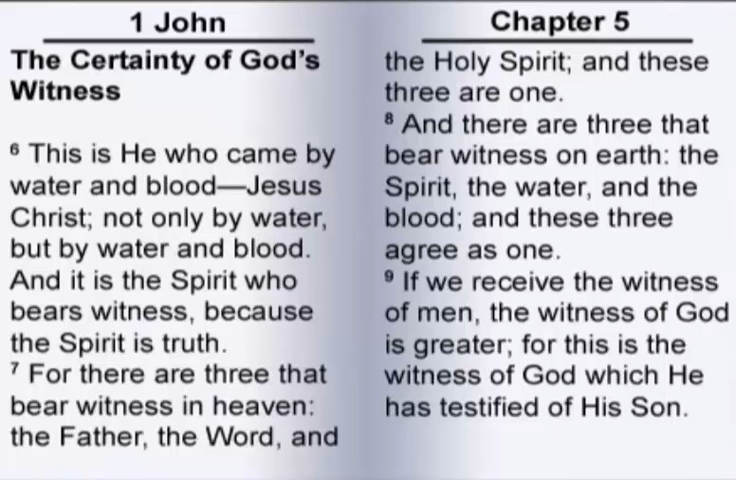 1 John
The Certainty of God's
Witness
⁶ This is He who came by
water and blood—Jesus
Christ; not only by water,
but by water and blood.
And it is the Spirit who
bears witness, because
the Spirit is truth.
⁷ For there are three that
bear witness in heaven:
the Father, the Word, and
Chapter 5
the Holy Spirit; and these
three are one.
⁸ And there are three that
bear witness on earth: the
Spirit, the water, and the
blood; and these three
agree as one.
⁹ If we receive the witness
of men, the witness of God
is greater; for this is the
witness of God which He
has testified of His Son.